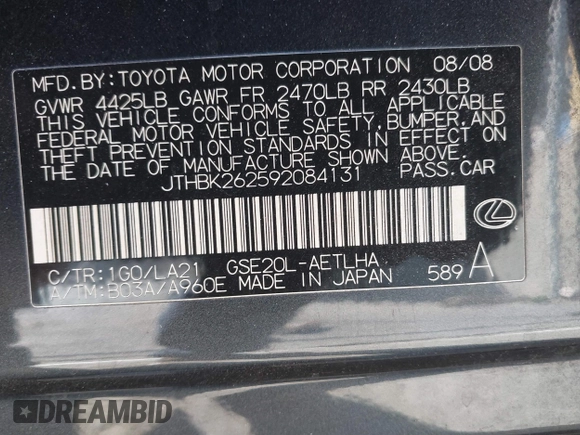 MFD.BY:TOYOTA MOTOR CORPORATION 08/08
GVWR 4425LB GAWR FR 2470LB RR 2430LB
THIS VEHICLE CONFORMS TO ALL APPLICABLE
FEDERAL MOTOR VEHICLE SAFETY,BUMPER,AND
THEFT PREVENTION STANDARDS IN EFFECT ON
THE DATE OF MANUFACTURE SHOWN ABOVE.
JTHBK262592084131 PASS.CAR
C/TR:1G0/LA21 GSE20L-AETLHA
A/TM:B03A/A960E MADE IN JAPAN 589 A
DREAMBID